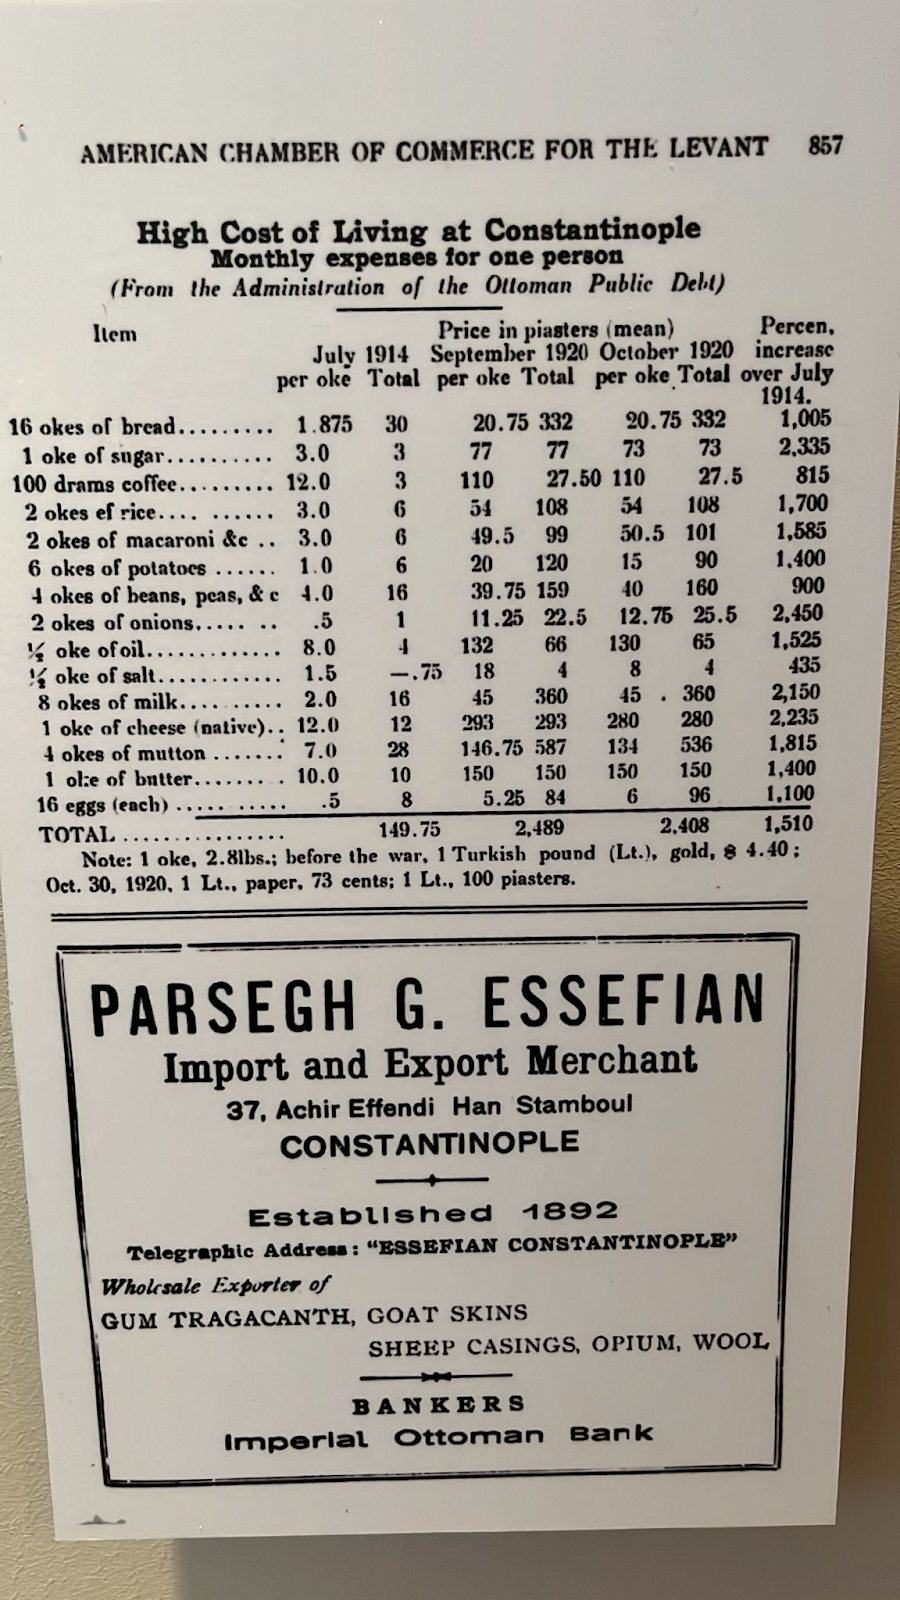 AMERICAN CHAMBER OF COMMERCE FOR THE LEVANT 857
High Cost of Living at Constantinople
Monthly expenses for one person
(From the Administration of the Ottoman Public Debt)
Item Price in piasters (mean) Percen,
July 1914 September 1920 October 1920 increase
per oke Total per oke Total per oke Total over July
1914.
16 okes of bread......... 1.875 30 20.75 332 20.75 332 1,005
1 oke of sugar.......... 3.0 3 77 77 73 73 2,335
100 drams coffee......... 12.0 3 110 27.50 110 27.5 815
2 okes ef rice.... ...... 3.0 6 54 108 54 108 1,700
2 okes of macaroni &c .. 3.0 6 49.5 99 50.5 101 1,585
6 okes of potatoes ...... 1.0 6 20 120 15 90 1,400
4 okes of beans, peas, & c 4.0 16 39.75 159 40 160 900
2 okes of onions..... .. .5 1 11.25 22.5 12.75 25.5 2,450
½ oke of oil............. 8.0 4 132 66 130 65 1,525
½ oke of salt............ 1.5 —.75 18 4 8 4 435
8 okes of milk.......... 2.0 16 45 360 45 . 360 2,150
1 oke of cheese (native).. 12.0 12 293 293 280 280 2,235
4 okes of mutton ....... 7.0 28 146.75 587 134 536 1,815
1 oke of butter......... 10.0 10 150 150 150 150 1,400
16 eggs (each) ........... .5 8 5.25 84 6 96 1,100
TOTAL ................ 149.75 2,489 2,408 1,510
Note: 1 oke, 2.8lbs.; before the war, 1 Turkish pound (Lt.), gold, $ 4.40;
Oct. 30, 1920, 1 Lt., paper, 73 cents; 1 Lt., 100 piasters.
PARSEGH G. ESSEFIAN
Import and Export Merchant
37, Achir Effendi Han Stamboul
CONSTANTINOPLE
Established 1892
Telegraphic Address: "ESSEFIAN CONSTANTINOPLE"
Wholesale Exporter of
GUM TRAGACANTH, GOAT SKINS
SHEEP CASINGS, OPIUM, WOOL
BANKERS
Imperial Ottoman Bank